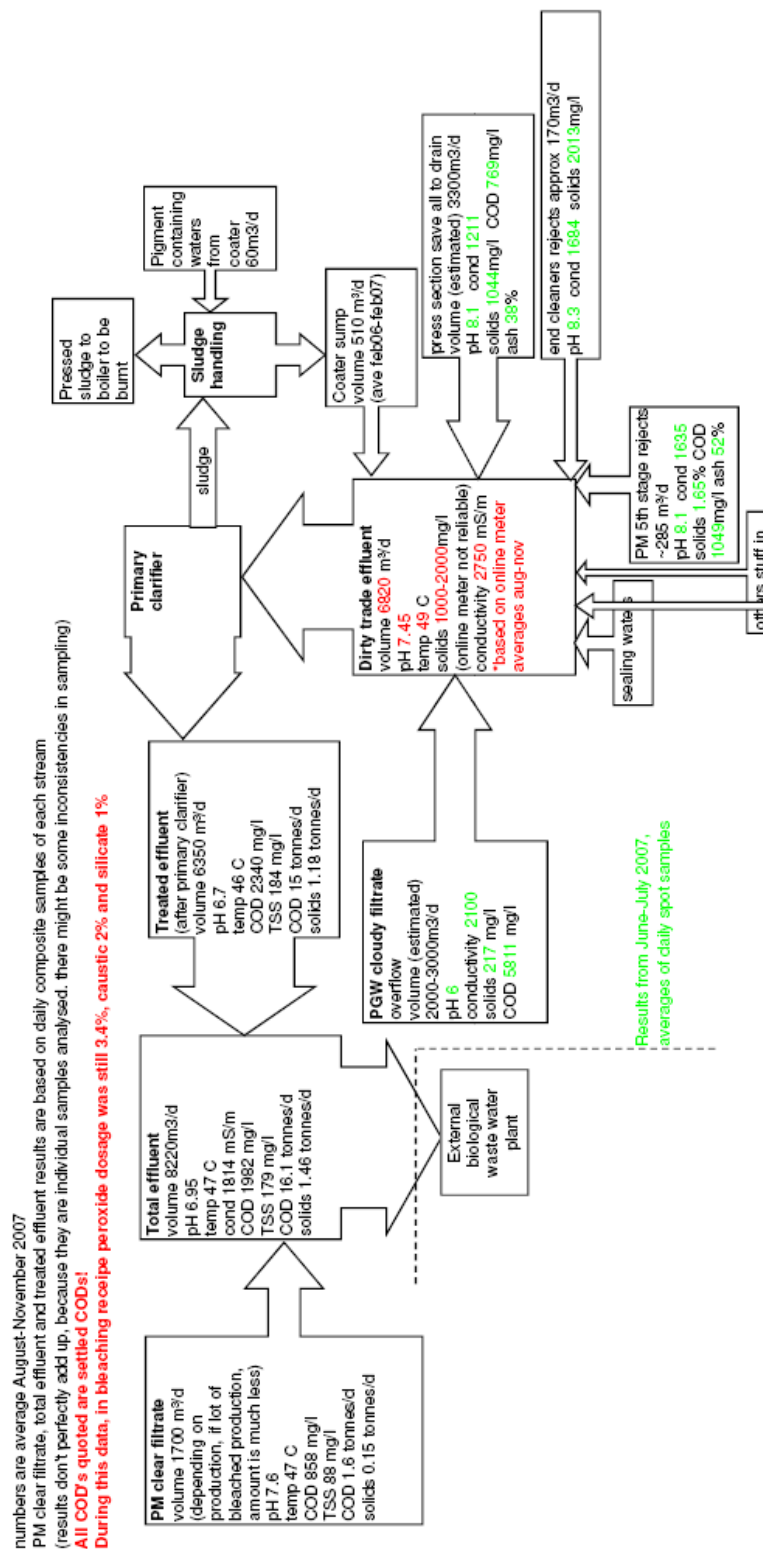 numbers are average August-November 2007
PM clear filtrate, total effluent and treated effluent results are based on daily composite samples of each stream
(results don't perfectly add up, because they are individual samples analysed. there might be some inconsistencies in sampling)
All COD's quoted are settled CODs!
During this data, in bleaching receipe peroxide dosage was still 3.4%, caustic 2% and silicate 1%
PM clear filtrate
volume 1700 m³/d
(depending on
production, if lot of
bleached production,
amount is much less)
pH 7.6
temp 47 C
COD 858 mg/l
TSS 88 mg/l
COD 1.6 tonnes/d
solids 0.15 tonnes/d
Total effluent
volume 8220m3/d
pH 6.95
temp 47 C
cond 1814 mS/m
COD 1982 mg/l
TSS 179 mg/l
COD 16.1 tonnes/d
solids 1.46 tonnes/d
External
biological
waste water
plant
Treated effluent
(after primary clarifier)
volume 6350 m³/d
pH 6.7
temp 46 C
COD 2340 mg/l
TSS 184 mg/l
COD 15 tonnes/d
solids 1.18 tonnes/d
PGW cloudy filtrate
overflow
volume (estimated)
2000-3000m3/d
pH 6
conductivity 2100
solids 217 mg/l
COD 5811 mg/l
Results from June-July 2007,
averages of daily spot samples
Primary
clarifier
sludge
Sludge
handling
Pressed
sludge to
boiler to be
burnt
Pigment
containing
waters
from
coater
60m3/d
Coater sump
volume 510 m³/d
(ave feb06-feb07)
Dirty trade effluent
volume 6820 m³/d
pH 7.45
temp 49 C
solids 1000-2000mg/l
(online meter not reliable)
conductivity 2750 mS/m
*based on online meter
averages aug-nov
press section save all to drain
volume (estimated) 3300m3/d
pH 8.1 cond 1211
solids 1044mg/l COD 769mg/l
ash 38%
end cleaners rejects approx 170m3/d
pH 8.3 cond 1684 solids 2013mg/l
PM 5th stage rejects
~285 m³/d
pH 8.1 cond 1635
solids 1.65% COD
1049mg/l ash 52%
sealing waters
others stuff in